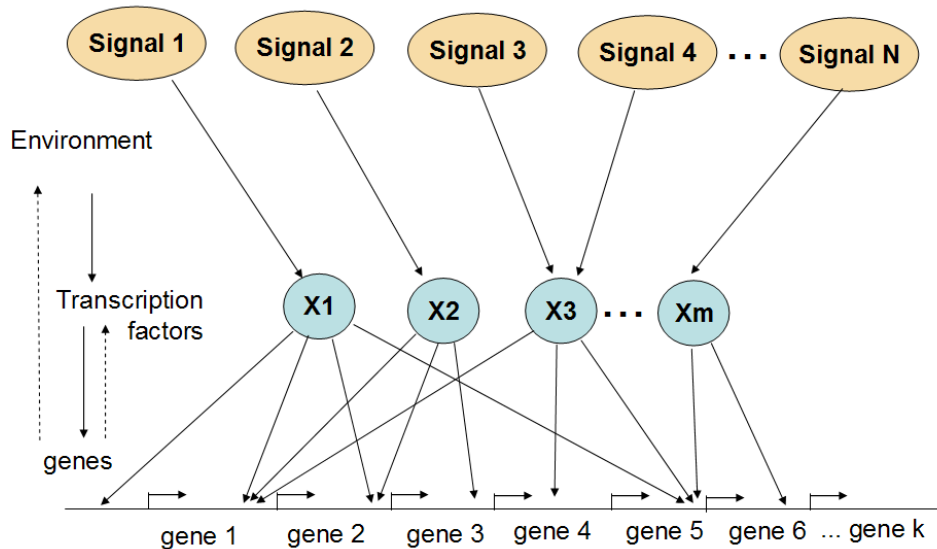 Signal 1
Signal 2
Signal 3
Signal 4
...
Signal N
Environment
Transcription
factors
genes
X1
X2
X3
...
Xm
gene 1
gene 2
gene 3
gene 4
gene 5
gene 6
... gene k